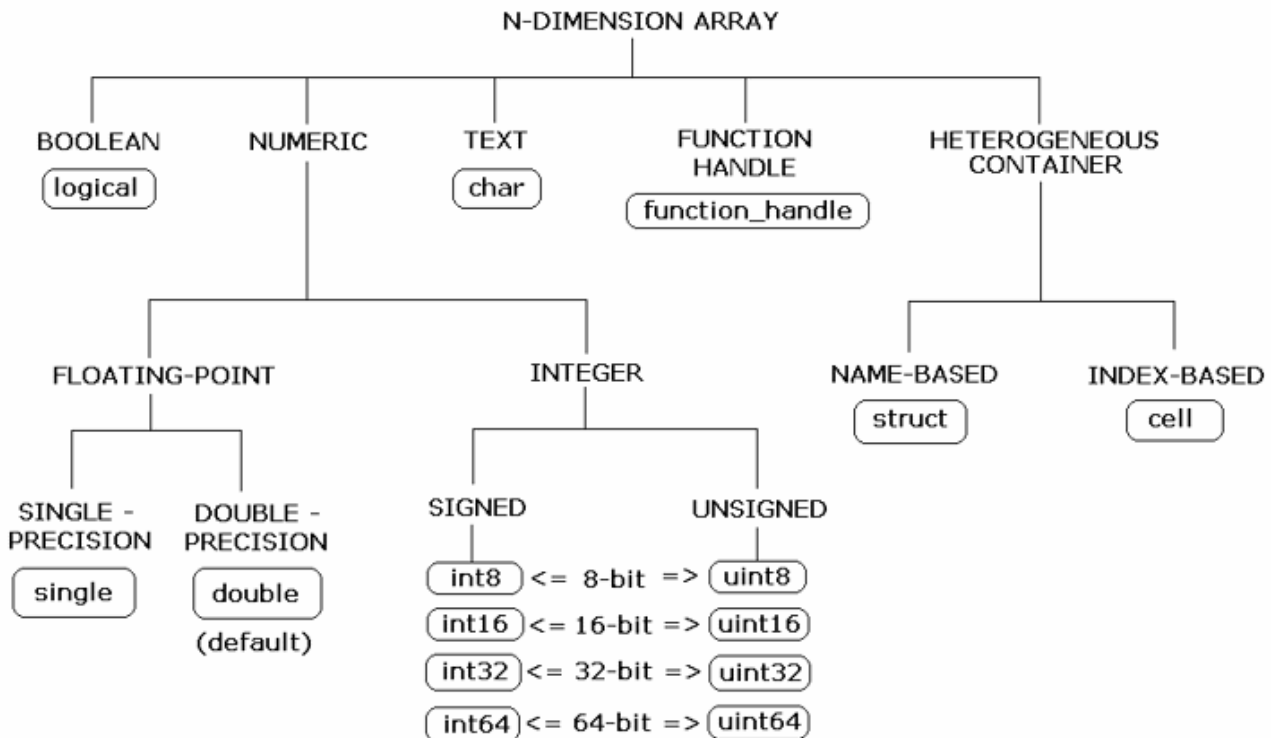 N-DIMENSION ARRAY
BOOLEAN
logical
NUMERIC
TEXT
char
FUNCTION
HANDLE
function_handle
HETEROGENEOUS
CONTAINER
FLOATING-POINT
INTEGER
NAME-BASED
struct
INDEX-BASED
cell
SINGLE -
PRECISION
single
DOUBLE -
PRECISION
double
(default)
SIGNED
UNSIGNED
int8 <= 8-bit => uint8
int16 <= 16-bit => uint16
int32 <= 32-bit => uint32
int64 <= 64-bit => uint64